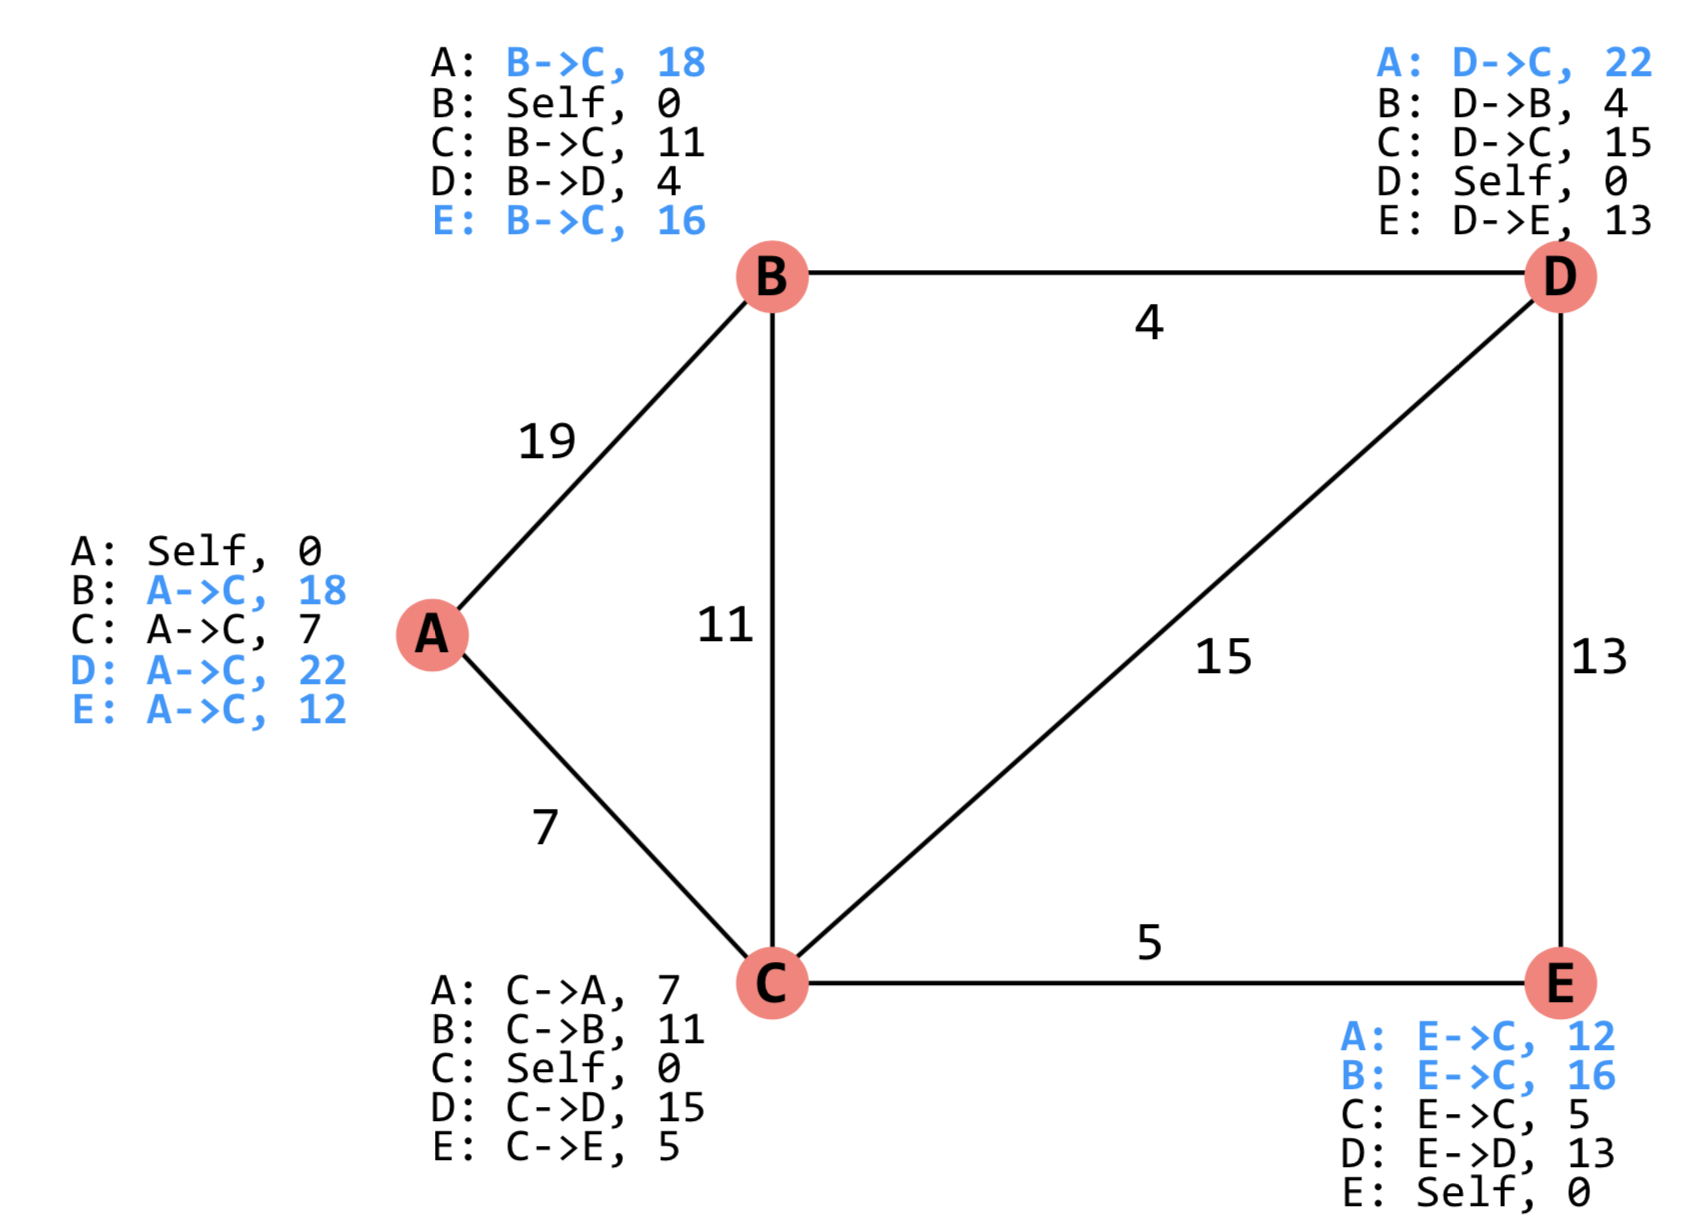 A: B->C, 18
B: Self, 0
C: B->C, 11
D: B->D, 4
E: B->C, 16
A: D->C, 22
B: D->B, 4
C: D->C, 15
D: Self, 0
E: D->E, 13
B
D
4
19
A: Self, 0
B: A->C, 18
C: A->C, 7
D: A->C, 22
E: A->C, 12
A
11
15
13
7
5
C
E
A: C->A, 7
B: C->B, 11
C: Self, 0
D: C->D, 15
E: C->E, 5
A: E->C, 12
B: E->C, 16
C: E->C, 5
D: E->D, 13
E: Self, 0